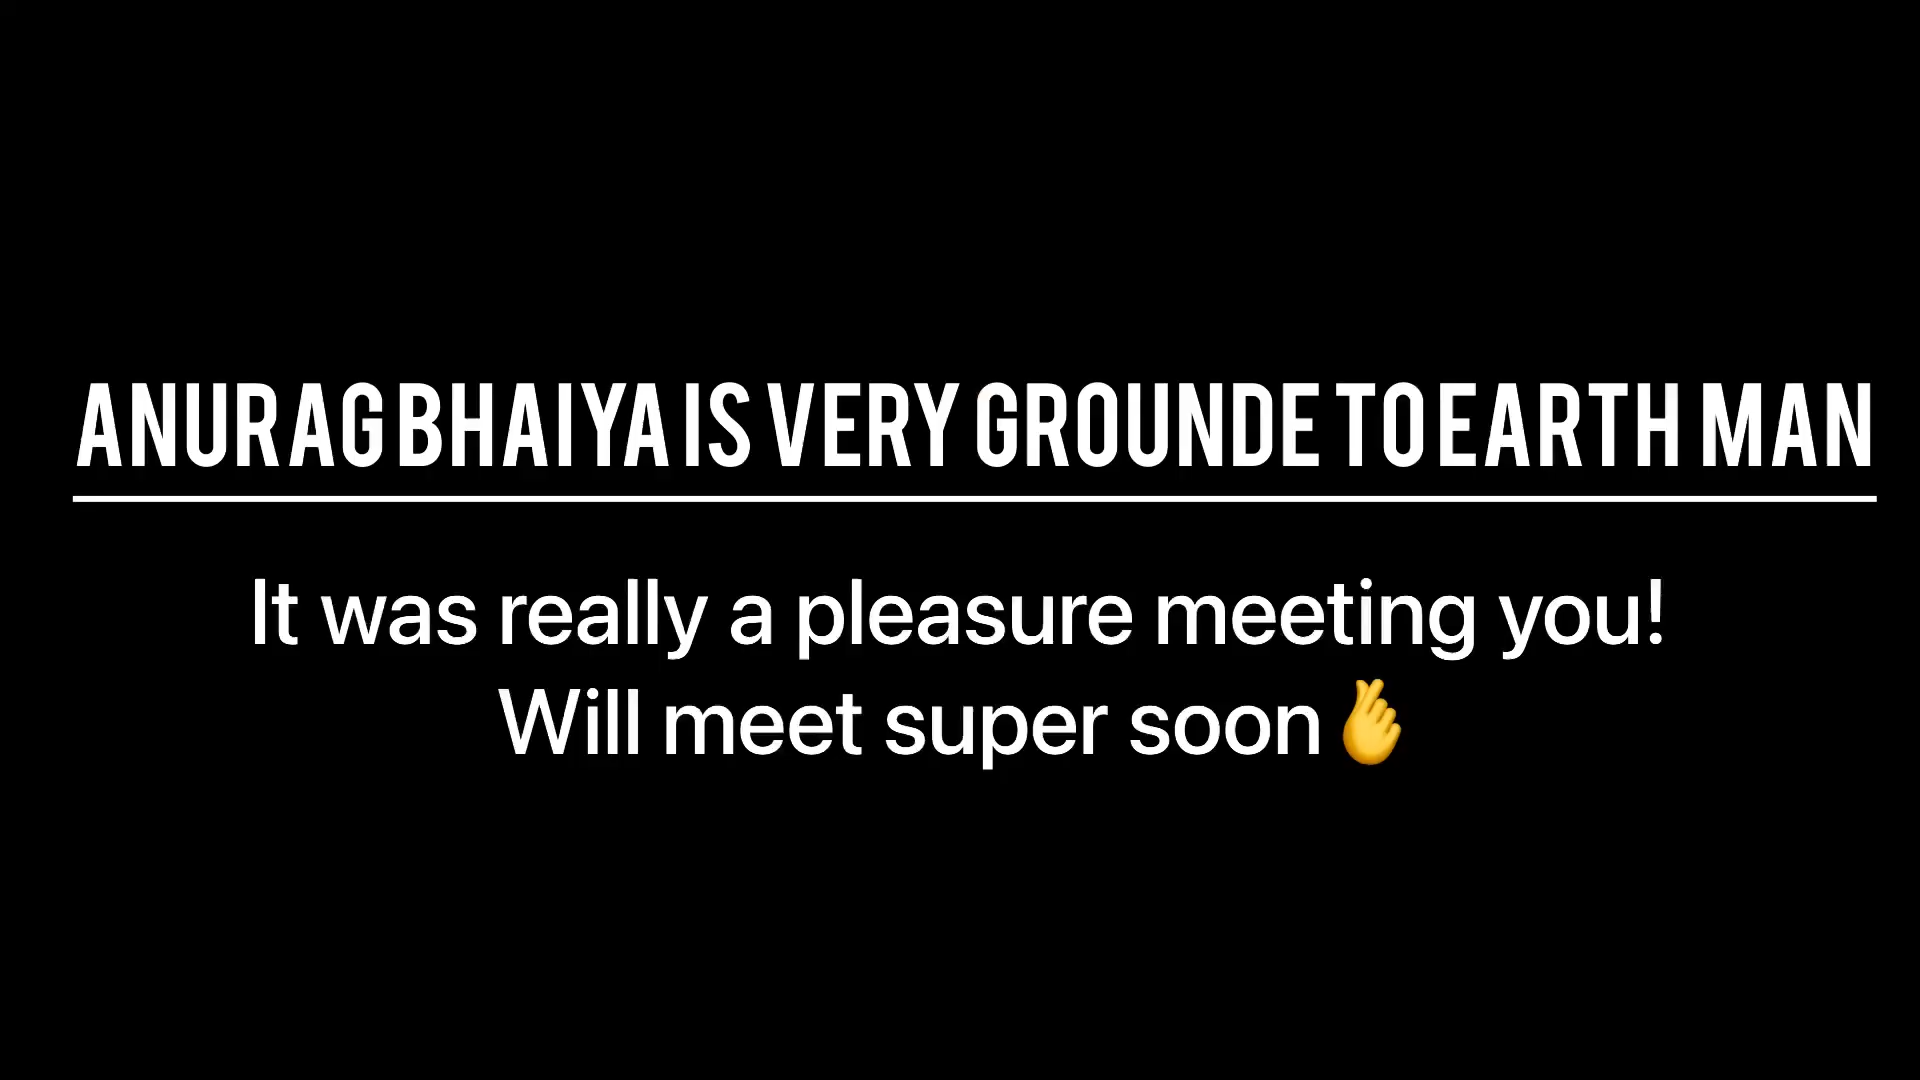 ANURAG BHAIYA IS VERY GROUNDE TO EARTH MAN
It was really a pleasure meeting you!
Will meet super soon🫰